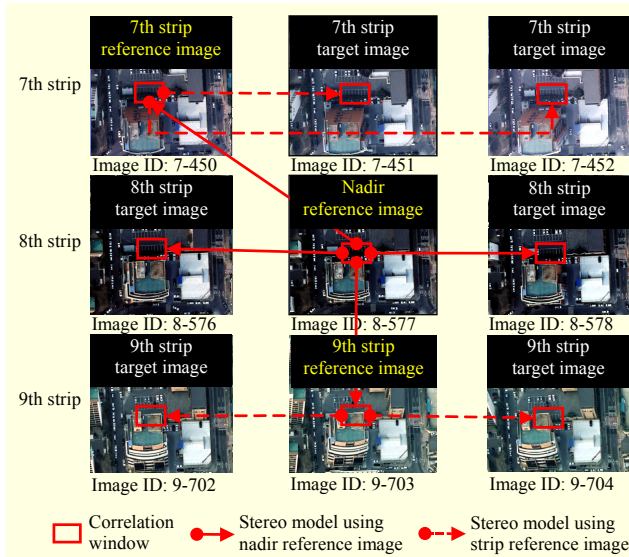 7th strip
reference image
7th strip
target image
7th strip
target image
7th strip
Image ID: 7-450
Image ID: 7-451
Image ID: 7-452
8th strip
target image
Nadir
reference image
8th strip
target image
8th strip
Image ID: 8-576
Image ID: 8-577
Image ID: 8-578
9th strip
target image
9th strip
reference image
9th strip
target image
9th strip
Image ID: 9-702
Image ID: 9-703
Image ID: 9-704
Correlation
window
Stereo model using
nadir reference image
Stereo model using
strip reference image